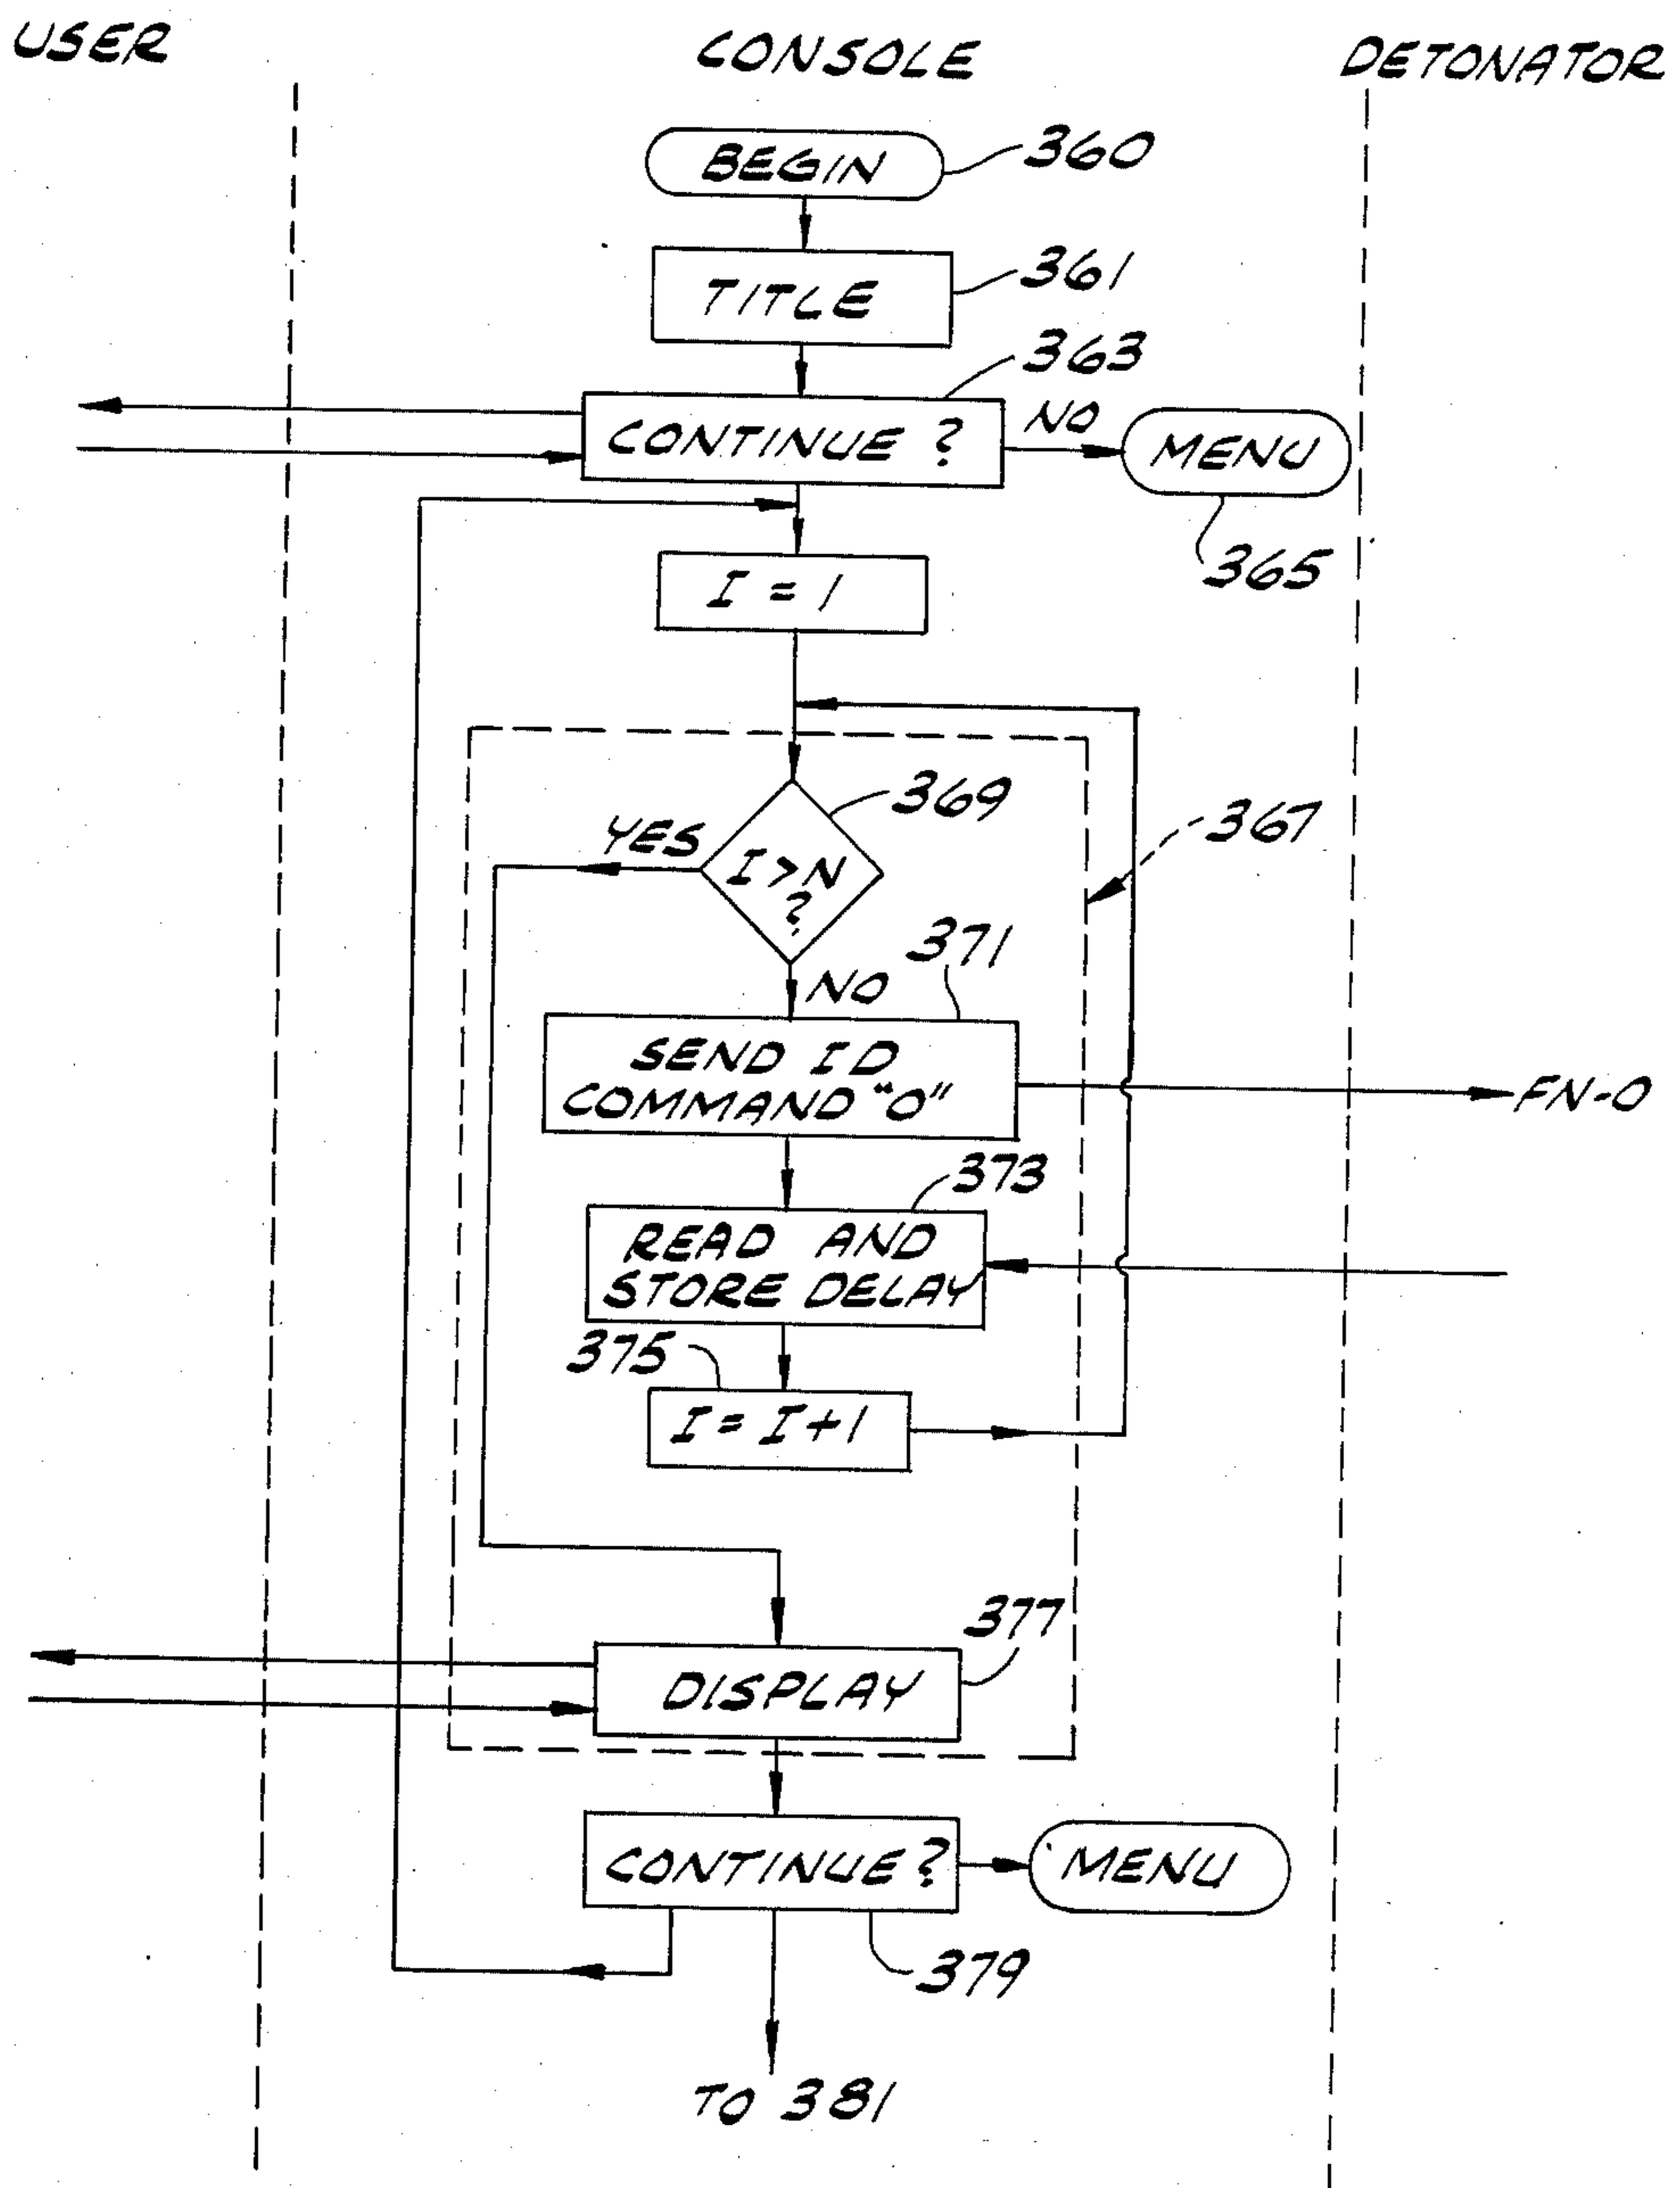 USER
CONSOLE
DETONATOR
BEGIN
360
TITLE
361
363
CONTINUE ?
NO
MENU
365
I = 1
369
367
YES
I > N
?
371
NO
SEND ID
COMMAND "0"
FN-0
373
READ AND
STORE DELAY
375
I = I + 1
377
DISPLAY
CONTINUE ?
MENU
379
TO 381